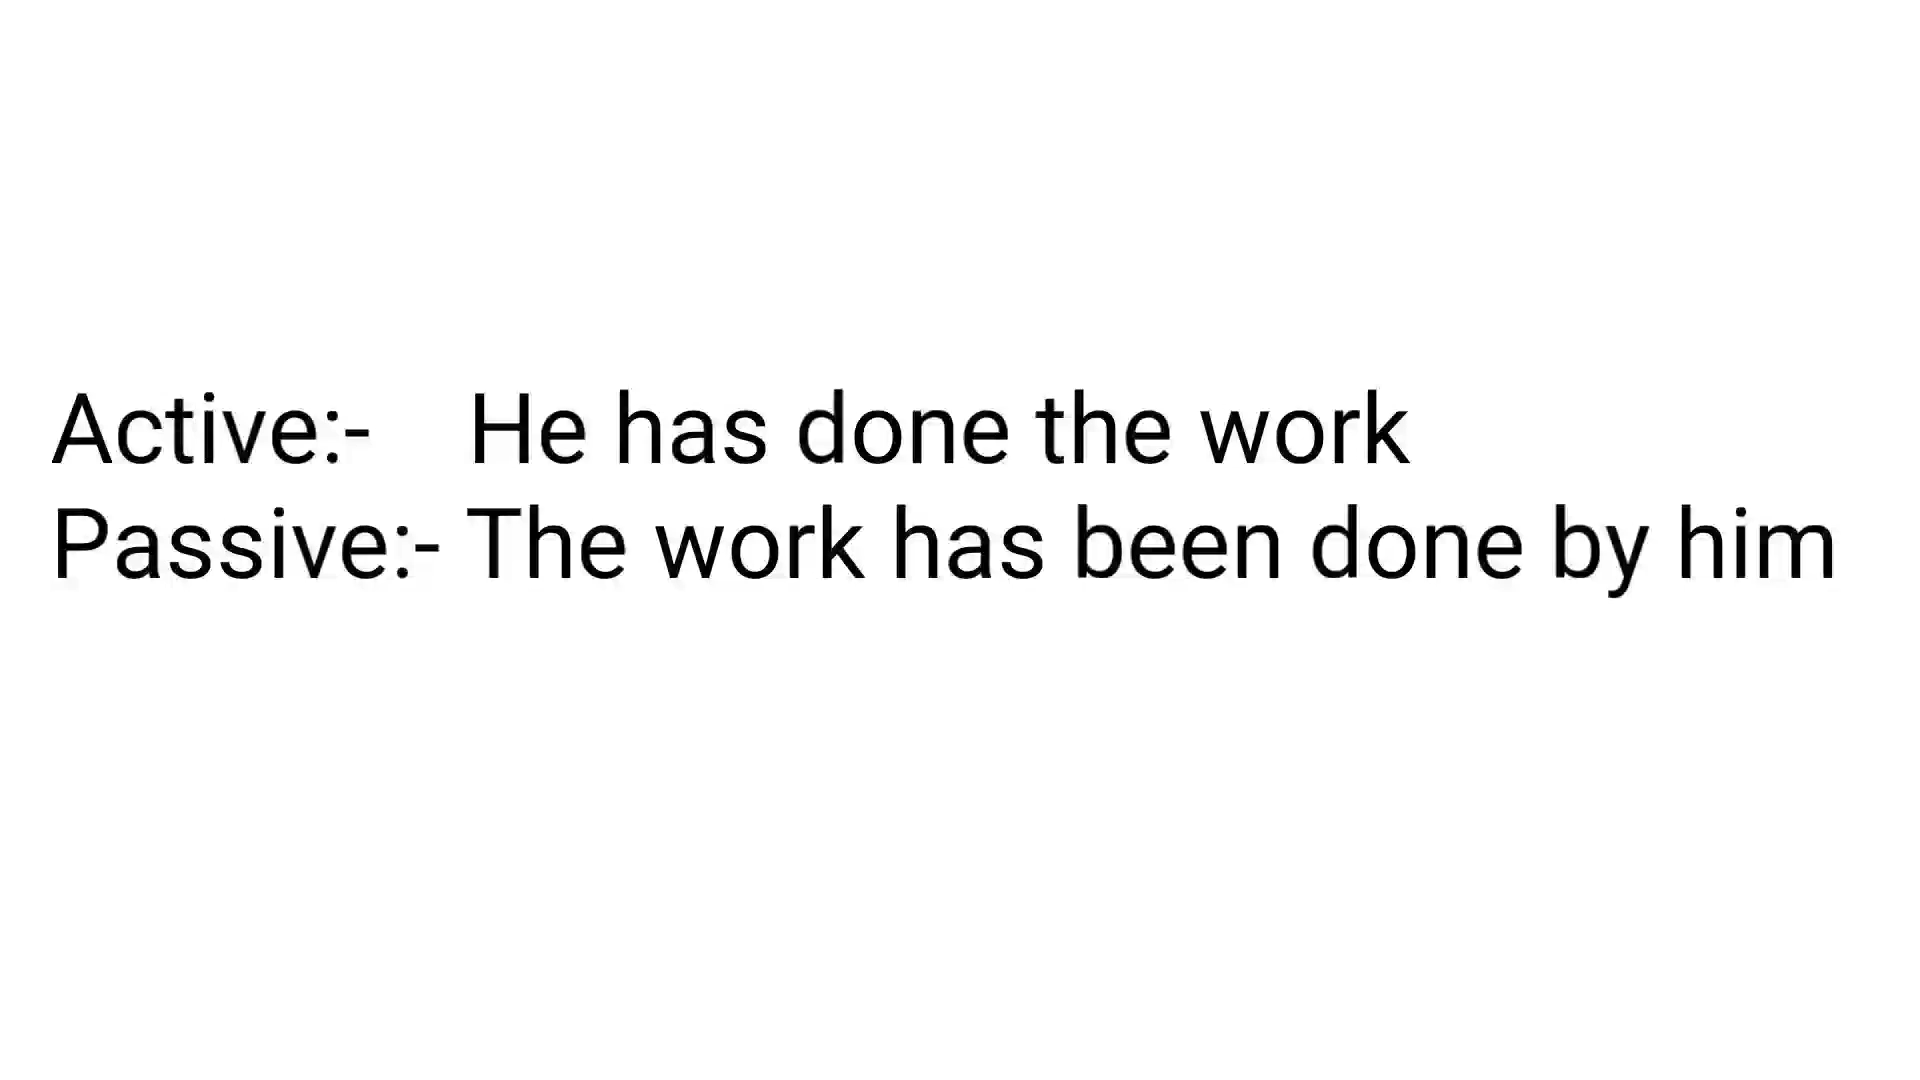 Active:- He has done the work
Passive:- The work has been done by him